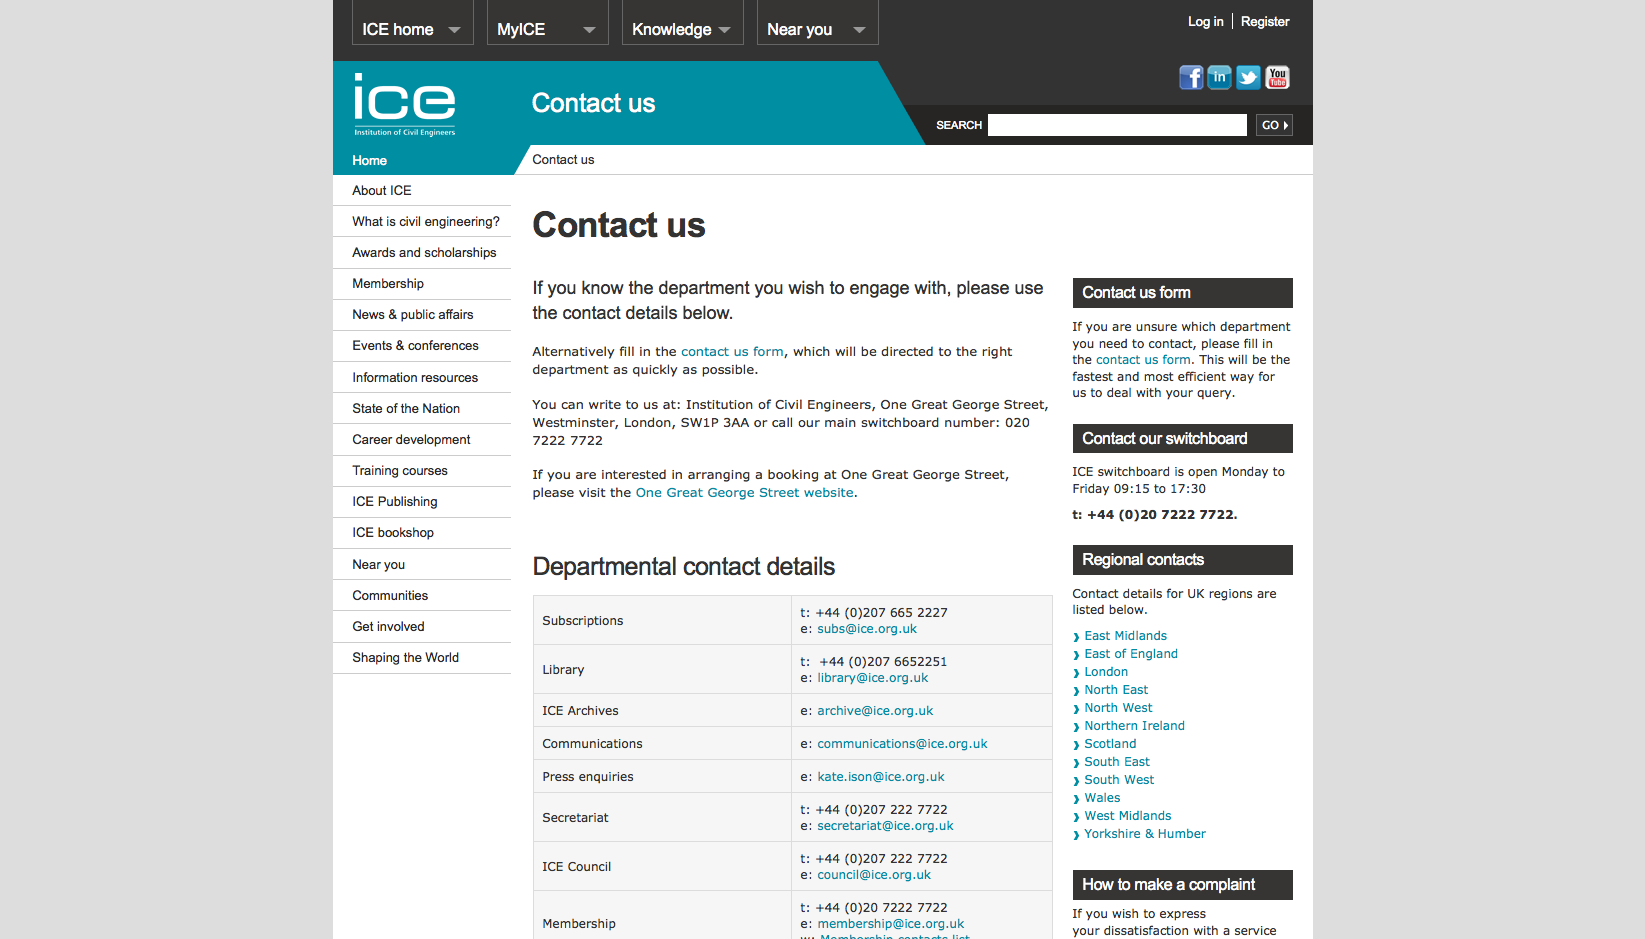 ICE home
MyICE
Knowledge
Near you
Log in
Register
ice
Institution of Civil Engineers
Contact us
You
Tube
SEARCH
GO
Home
Contact us
About ICE
What is civil engineering?
Awards and scholarships
Membership
News & public affairs
Events & conferences
Information resources
State of the Nation
Career development
Training courses
ICE Publishing
ICE bookshop
Near you
Communities
Get involved
Shaping the World
Contact us
If you know the department you wish to engage with, please use
the contact details below.
Alternatively fill in the contact us form, which will be directed to the right
department as quickly as possible.
You can write to us at: Institution of Civil Engineers, One Great George Street,
Westminster, London, SW1P 3AA or call our main switchboard number: 020
7222 7722
If you are interested in arranging a booking at One Great George Street,
please visit the One Great George Street website.
Departmental contact details
Subscriptions
t: +44 (0)207 665 2227
e: subs@ice.org.uk
Library
t: +44 (0)207 6652251
e: library@ice.org.uk
ICE Archives
e: archive@ice.org.uk
Communications
e: communications@ice.org.uk
Press enquiries
e: kate.ison@ice.org.uk
Secretariat
t: +44 (0)207 222 7722
e: secretariat@ice.org.uk
ICE Council
t: +44 (0)207 222 7722
e: council@ice.org.uk
Membership
t: +44 (0)20 7222 7722
e: membership@ice.org.uk
w: Membership contacts list
Contact us form
If you are unsure which department
you need to contact, please fill in
the contact us form. This will be the
fastest and most efficient way for
us to deal with your query.
Contact our switchboard
ICE switchboard is open Monday to
Friday 09:15 to 17:30
t: +44 (0)20 7222 7722.
Regional contacts
Contact details for UK regions are
listed below.
East Midlands
East of England
London
North East
North West
Northern Ireland
Scotland
South East
South West
Wales
West Midlands
Yorkshire & Humber
How to make a complaint
If you wish to express
your dissatisfaction with a service